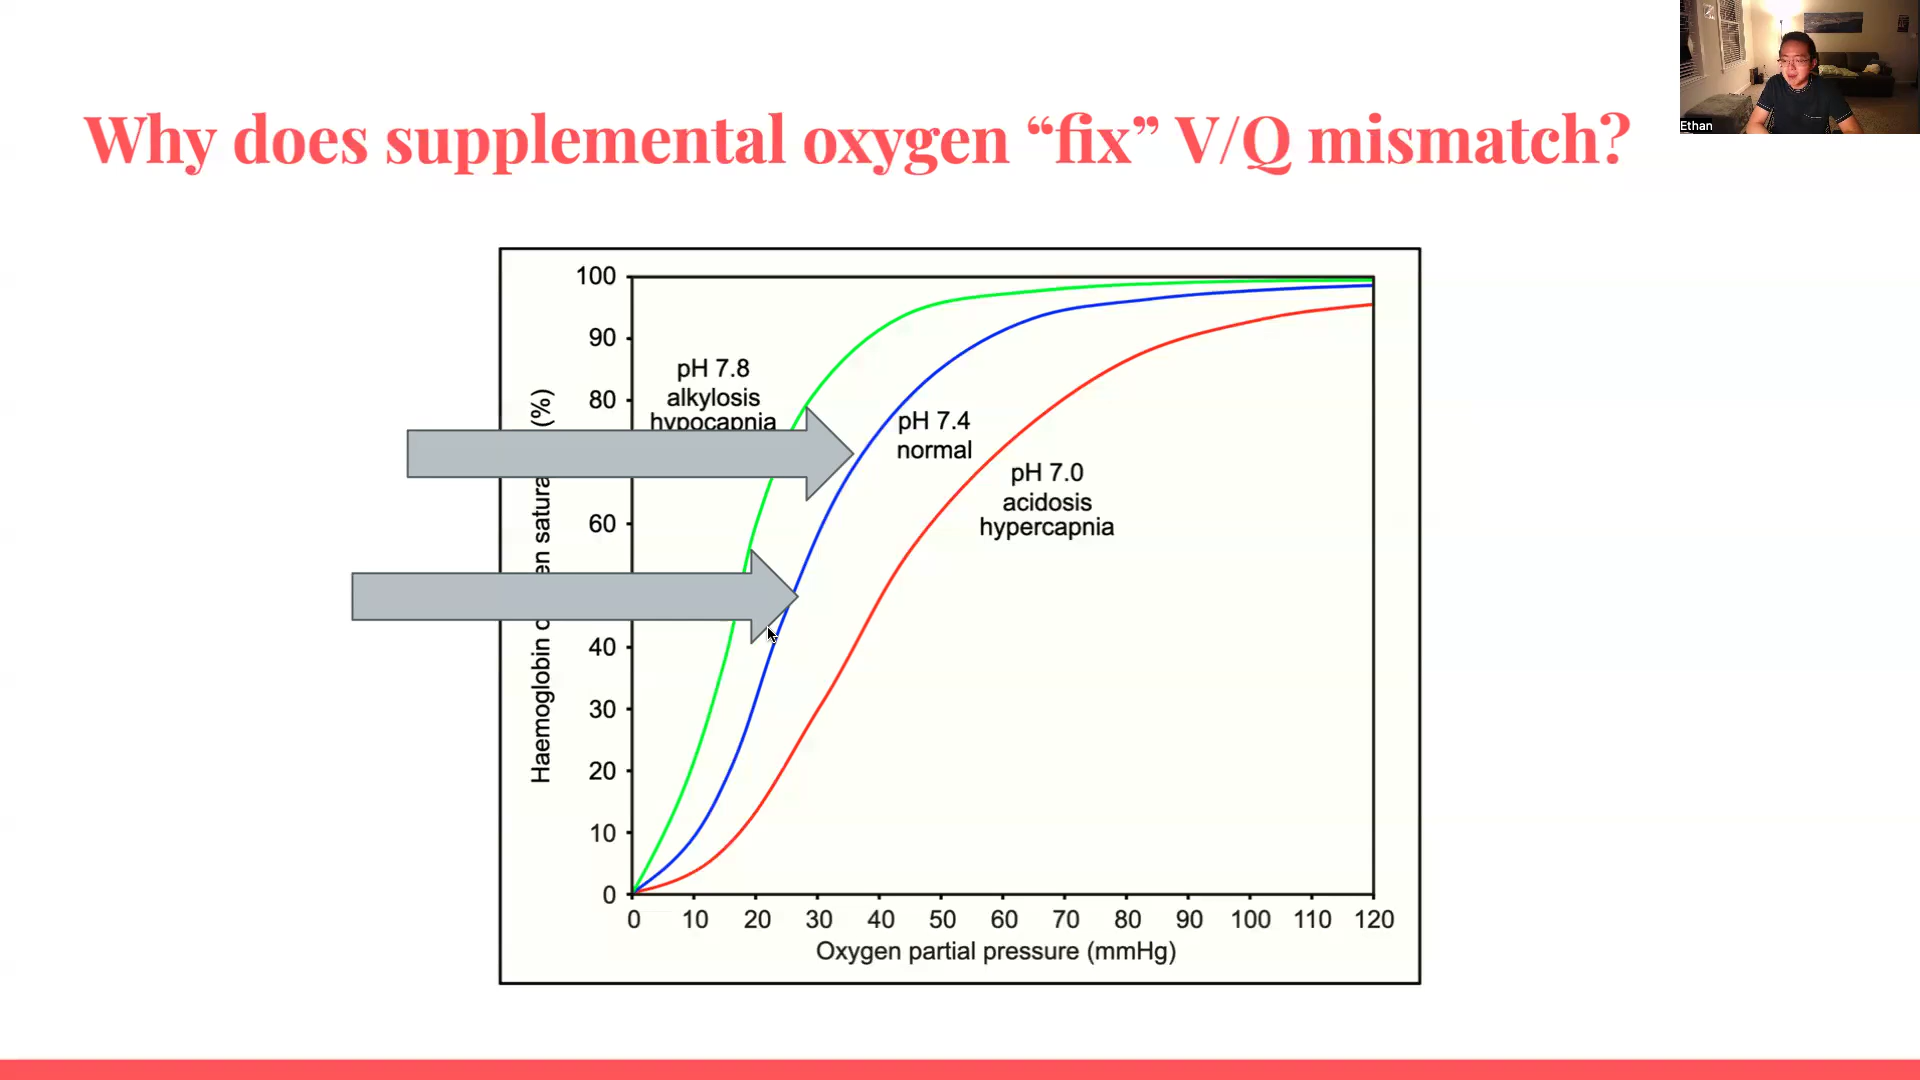 Why does supplemental oxygen “fix” V/Q mismatch?
Ethan
100
90
80
60
40
30
20
10
0
Haemoglobin
satura
(%)
pH 7.8
alkylosis
hypocapnia
pH 7.4
normal
pH 7.0
acidosis
hypercapnia
0 10 20 30 40 50 60 70 80 90 100 110 120
Oxygen partial pressure (mmHg)